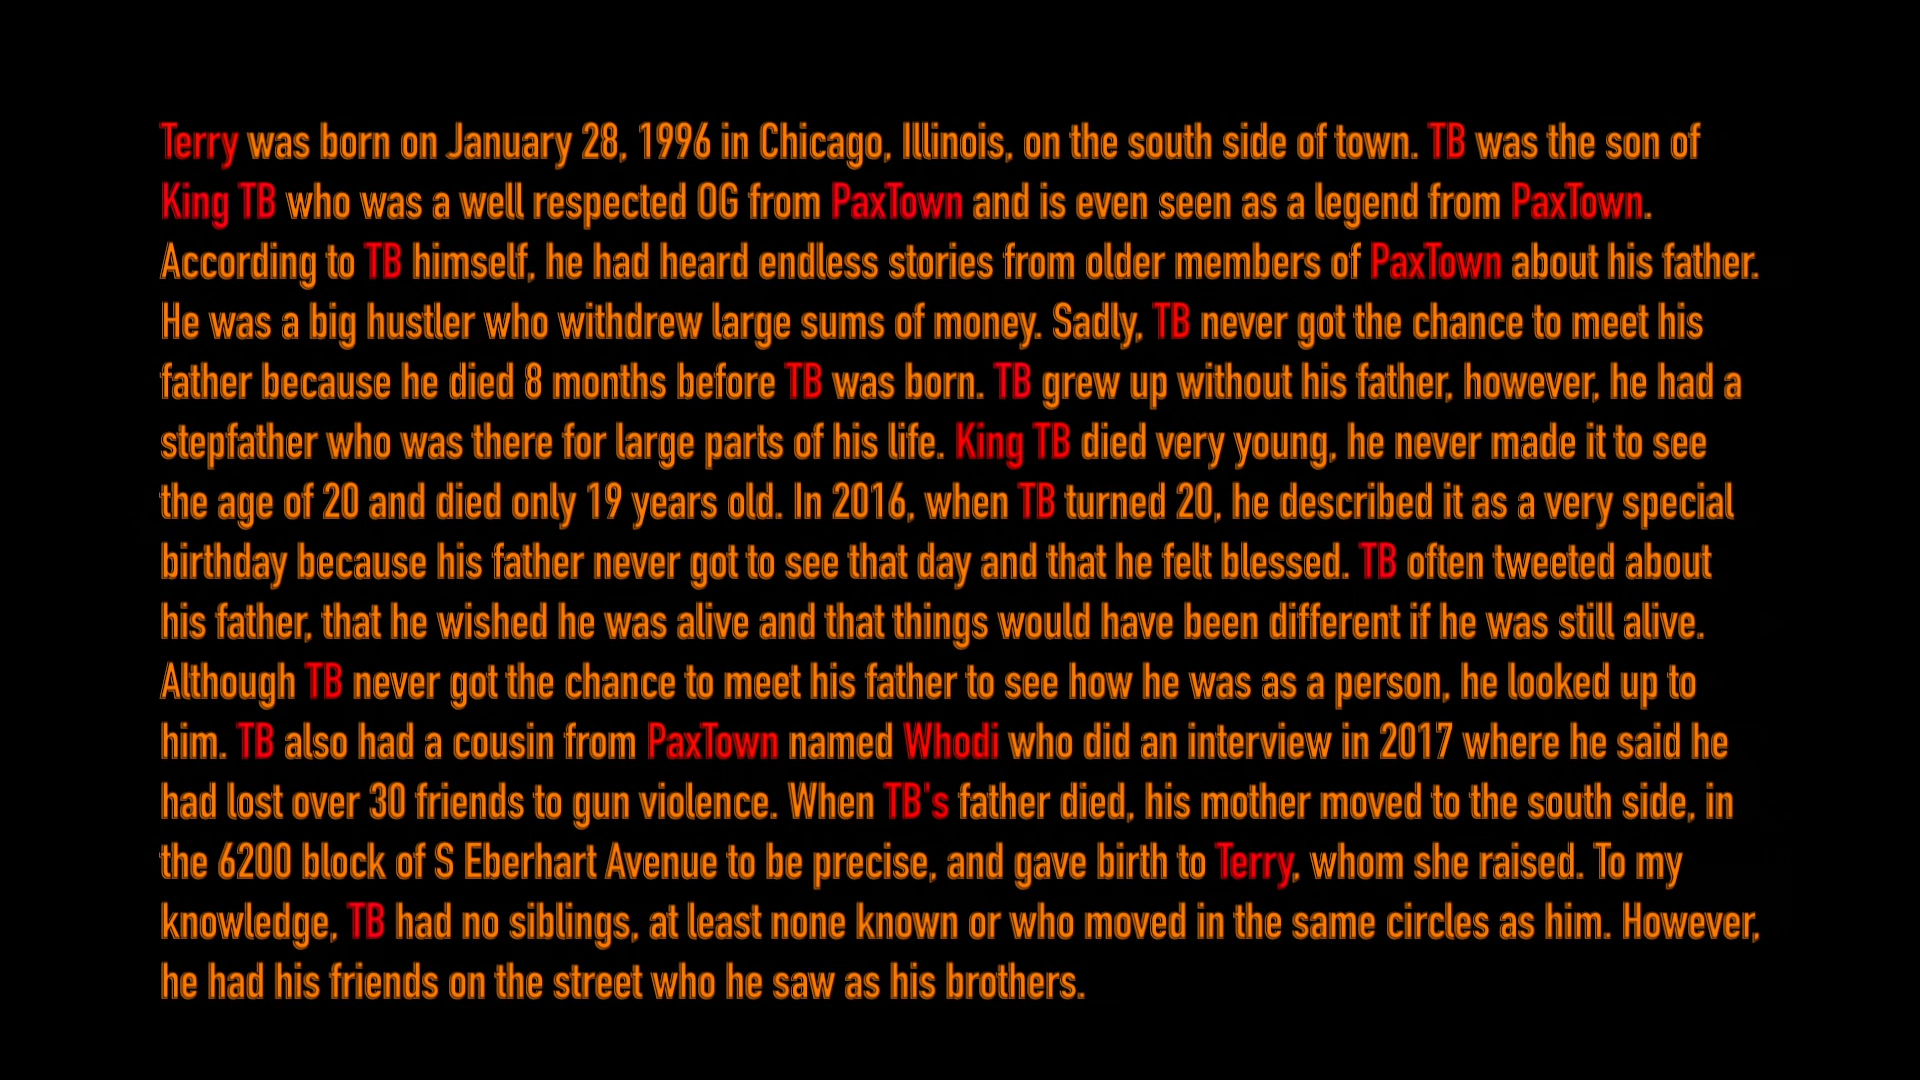 Terry was born on January 28, 1996 in Chicago, Illinois, on the south side of town. TB was the son of
King TB who was a well respected OG from PaxTown and is even seen as a legend from PaxTown.
According to TB himself, he had heard endless stories from older members of PaxTown about his father.
He was a big hustler who withdrew large sums of money. Sadly, TB never got the chance to meet his
father because he died 8 months before TB was born. TB grew up without his father, however, he had a
stepfather who was there for large parts of his life. King TB died very young, he never made it to see
the age of 20 and died only 19 years old. In 2016, when TB turned 20, he described it as a very special
birthday because his father never got to see that day and that he felt blessed. TB often tweeted about
his father, that he wished he was alive and that things would have been different if he was still alive.
Although TB never got the chance to meet his father to see how he was as a person, he looked up to
him. TB also had a cousin from PaxTown named Whodi who did an interview in 2017 where he said he
had lost over 30 friends to gun violence. When TB's father died, his mother moved to the south side, in
the 6200 block of S Eberhart Avenue to be precise, and gave birth to Terry, whom she raised. To my
knowledge, TB had no siblings, at least none known or who moved in the same circles as him. However,
he had his friends on the street who he saw as his brothers.